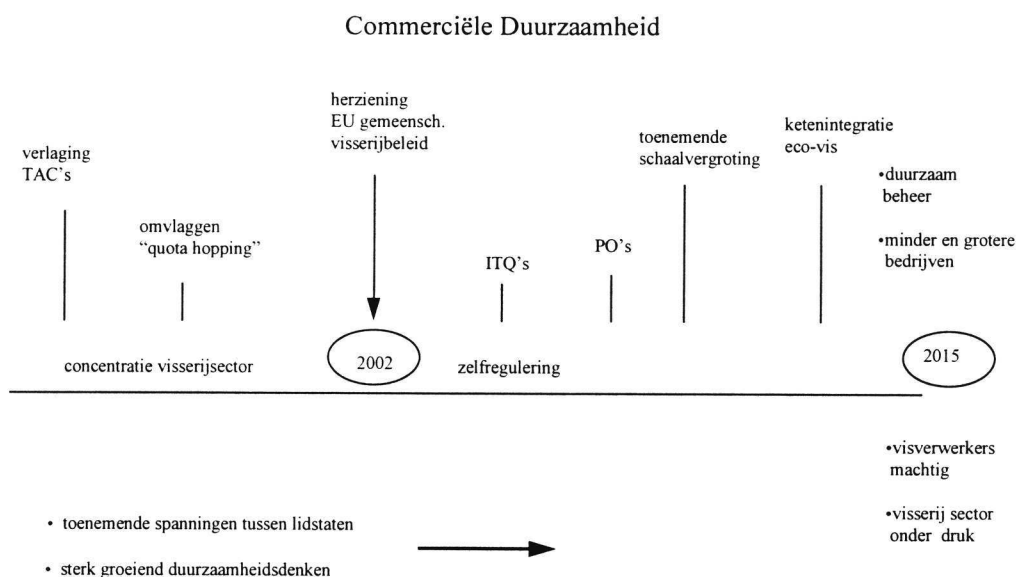 Commerciële Duurzaamheid
verlaging
TAC's
omvlaggen
“quota hopping”
herziening
EU gemeensch.
visserijbeleid
ITQ's
PO's
toenemende
schaalvergroting
ketenintegratie
eco-vis
•duurzaam
beheer
•minder en grotere
bedrijven
concentratie visserijsector
2002
zelfregulering
2015
•visverwerkers
machtig
•visserij sector
onder druk
• toenemende spanningen tussen lidstaten
• sterk groeiend duurzaamheidsdenken